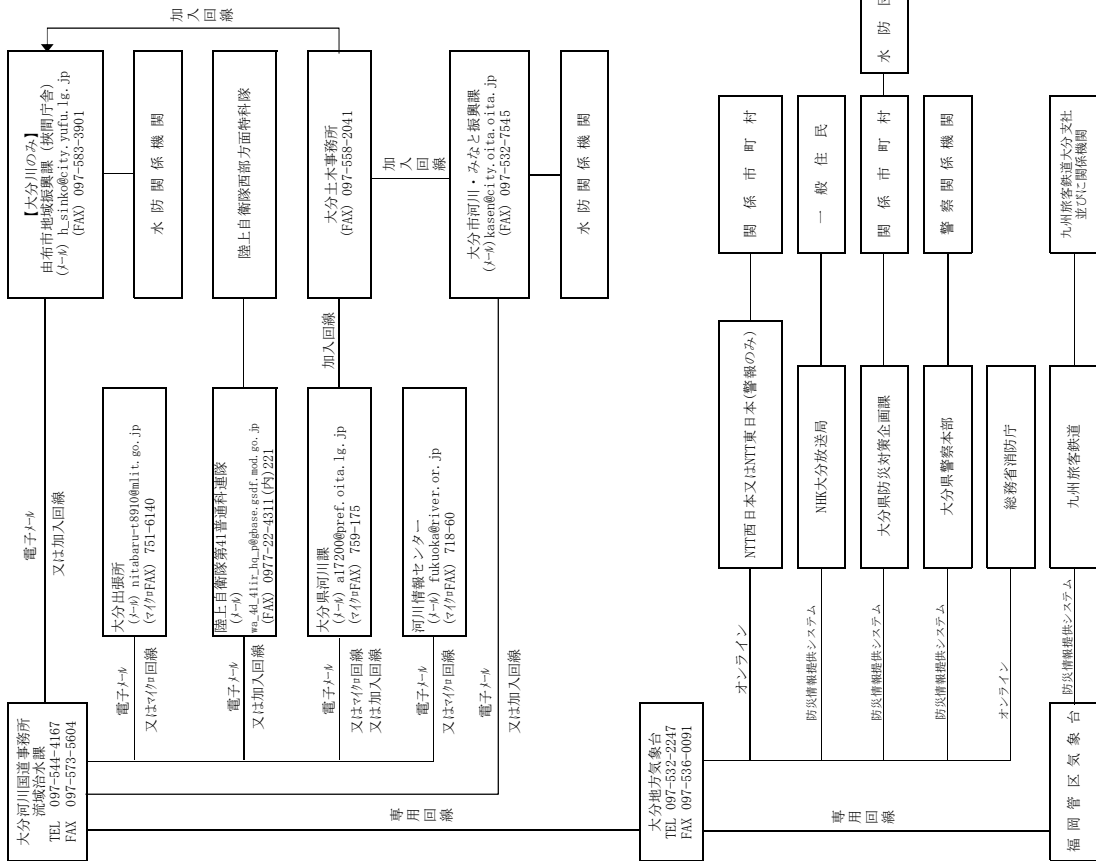 大分河川国道事務所
流域治水課
TEL 097-544-4167
FAX 097-573-5604
電子メール
又は加入回線
【大分川のみ】
由布市地域振興課 (挾間庁舎)
(メール) h_sinko@city.yufu.lg.jp
(FAX) 097-583-3901
加入回線
水防関係機関
電子メール
又はマイクロ回線
大分出張所
(メール) nitabaru-t8910@mlit.go.jp
(マイクロFAX) 751-6140
電子メール
又は加入回線
陸上自衛隊第41普通科連隊
(メール)
wa_4d_41ir_hq_p@gbase.gsdf.mod.go.jp
(FAX) 0977-22-4311(内)221
陸上自衛隊西部方面特科隊
電子メール
又はマイクロ回線
又は加入回線
大分県河川課
(メール) a17200@pref.oita.lg.jp
(マイクロFAX) 759-175
加入回線
大分土木事務所
(FAX) 097-558-2041
加入回線
電子メール
又はマイクロ回線
河川情報センター
(メール) fukuoka@river.or.jp
(マイクロFAX) 718-60
電子メール
又は加入回線
大分市河川・みなと振興課
(メール)kasen@city.oita.oita.jp
(FAX) 097-532-7545
水防関係機関
専用回線
大分地方気象台
TEL 097-532-2247
FAX 097-536-0091
オンライン
NTT西日本又はNTT東日本(警報のみ)
関係市町村
防災情報提供システム
NHK大分放送局
一般住民
防災情報提供システム
大分県防災対策企画課
関係市町村
水防
防災情報提供システム
大分県警察本部
警察関係機関
オンライン
総務省消防庁
専用回線
福岡管区気象台
防災情報提供システム
九州旅客鉄道
九州旅客鉄道大分支社
並びに関係機関